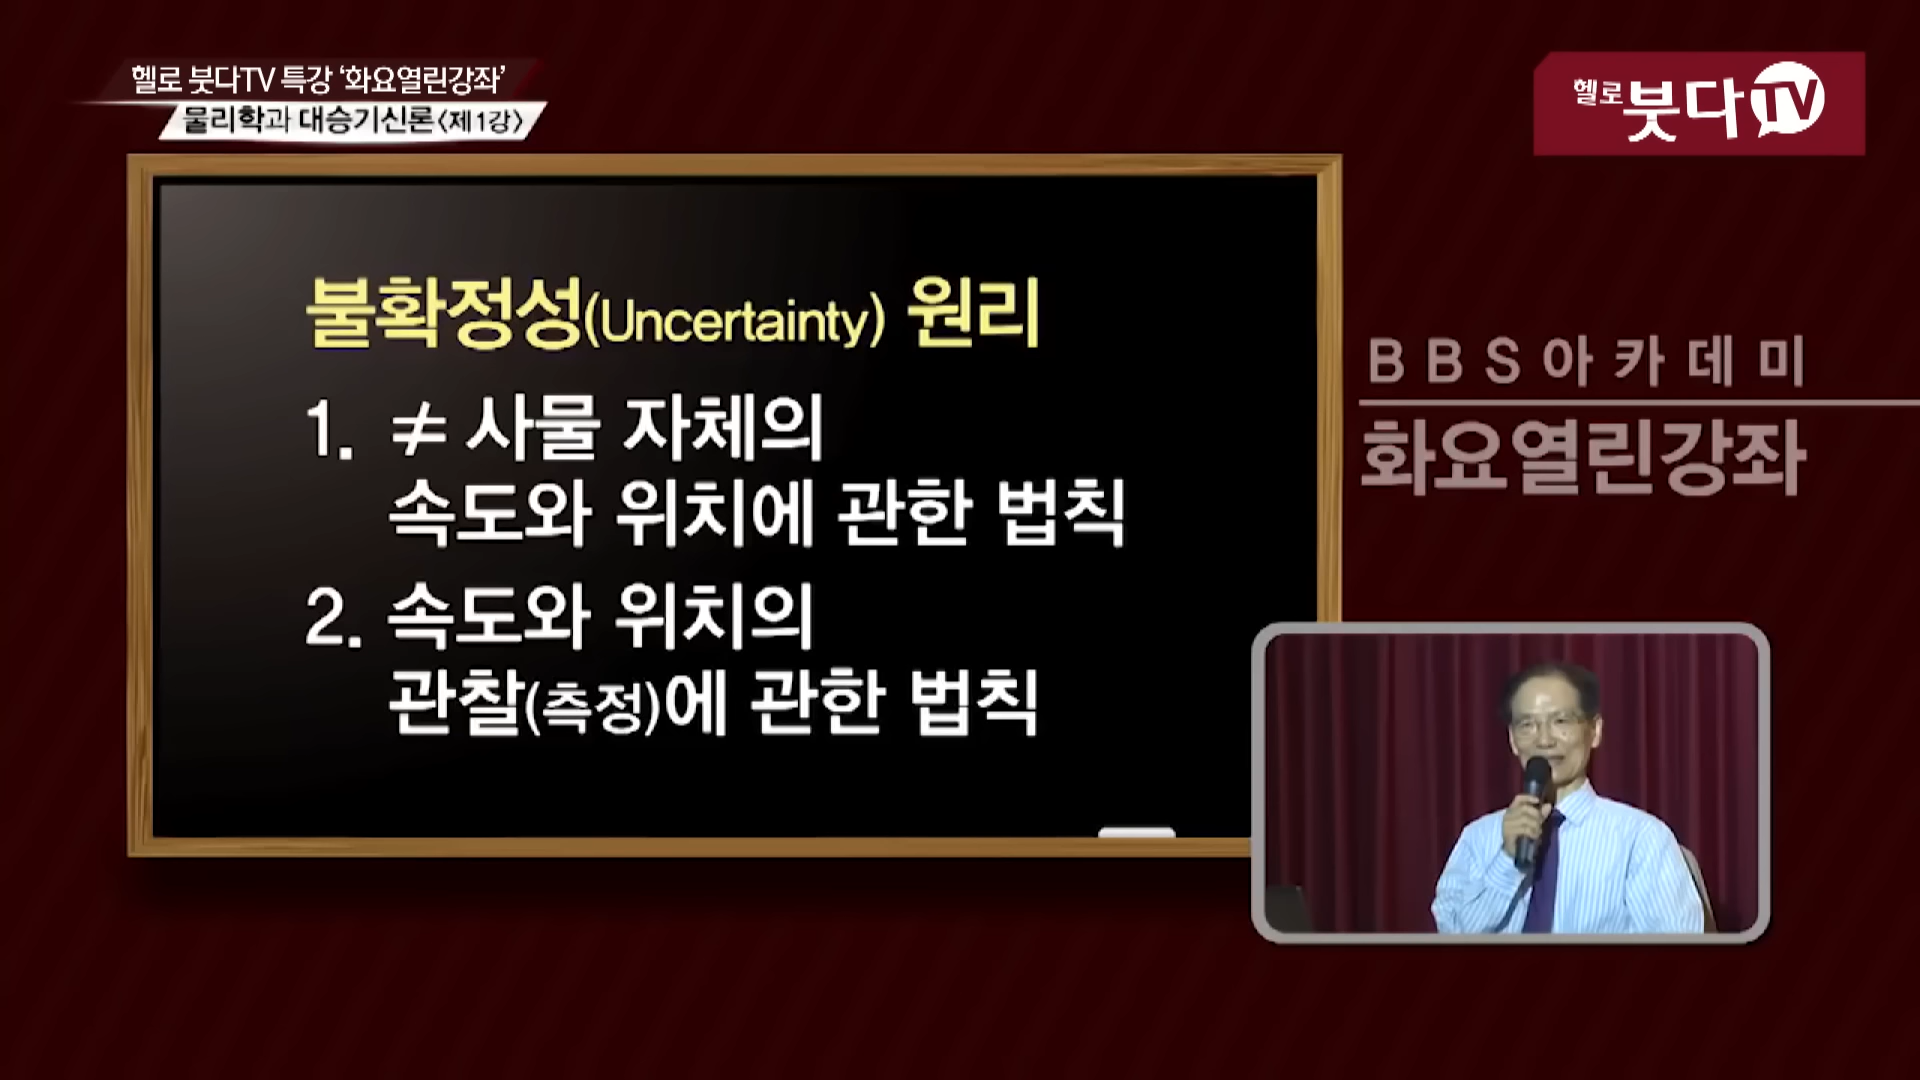 헬로 붓다TV 특강 ‘화요열린강좌’
물리학과 대승기신론〈제1강〉
헬로 붓다TV
불확정성(Uncertainty) 원리
1. ≠ 사물 자체의
속도와 위치에 관한 법칙
2. 속도와 위치의
관찰(측정)에 관한 법칙
BBS아카데미
화요열린강좌